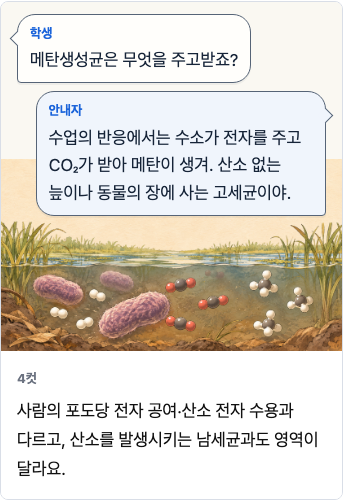 학생
메탄생성균은 무엇을 주고받죠?
안내자
수업의 반응에서는 수소가 전자를 주고
CO₂가 받아 메탄이 생겨. 산소 없는
늪이나 동물의 장에 사는 고세균이야.
4컷
사람의 포도당 전자 공여·산소 전자 수용과
다르고, 산소를 발생시키는 남세균과도 영역이
달라요.